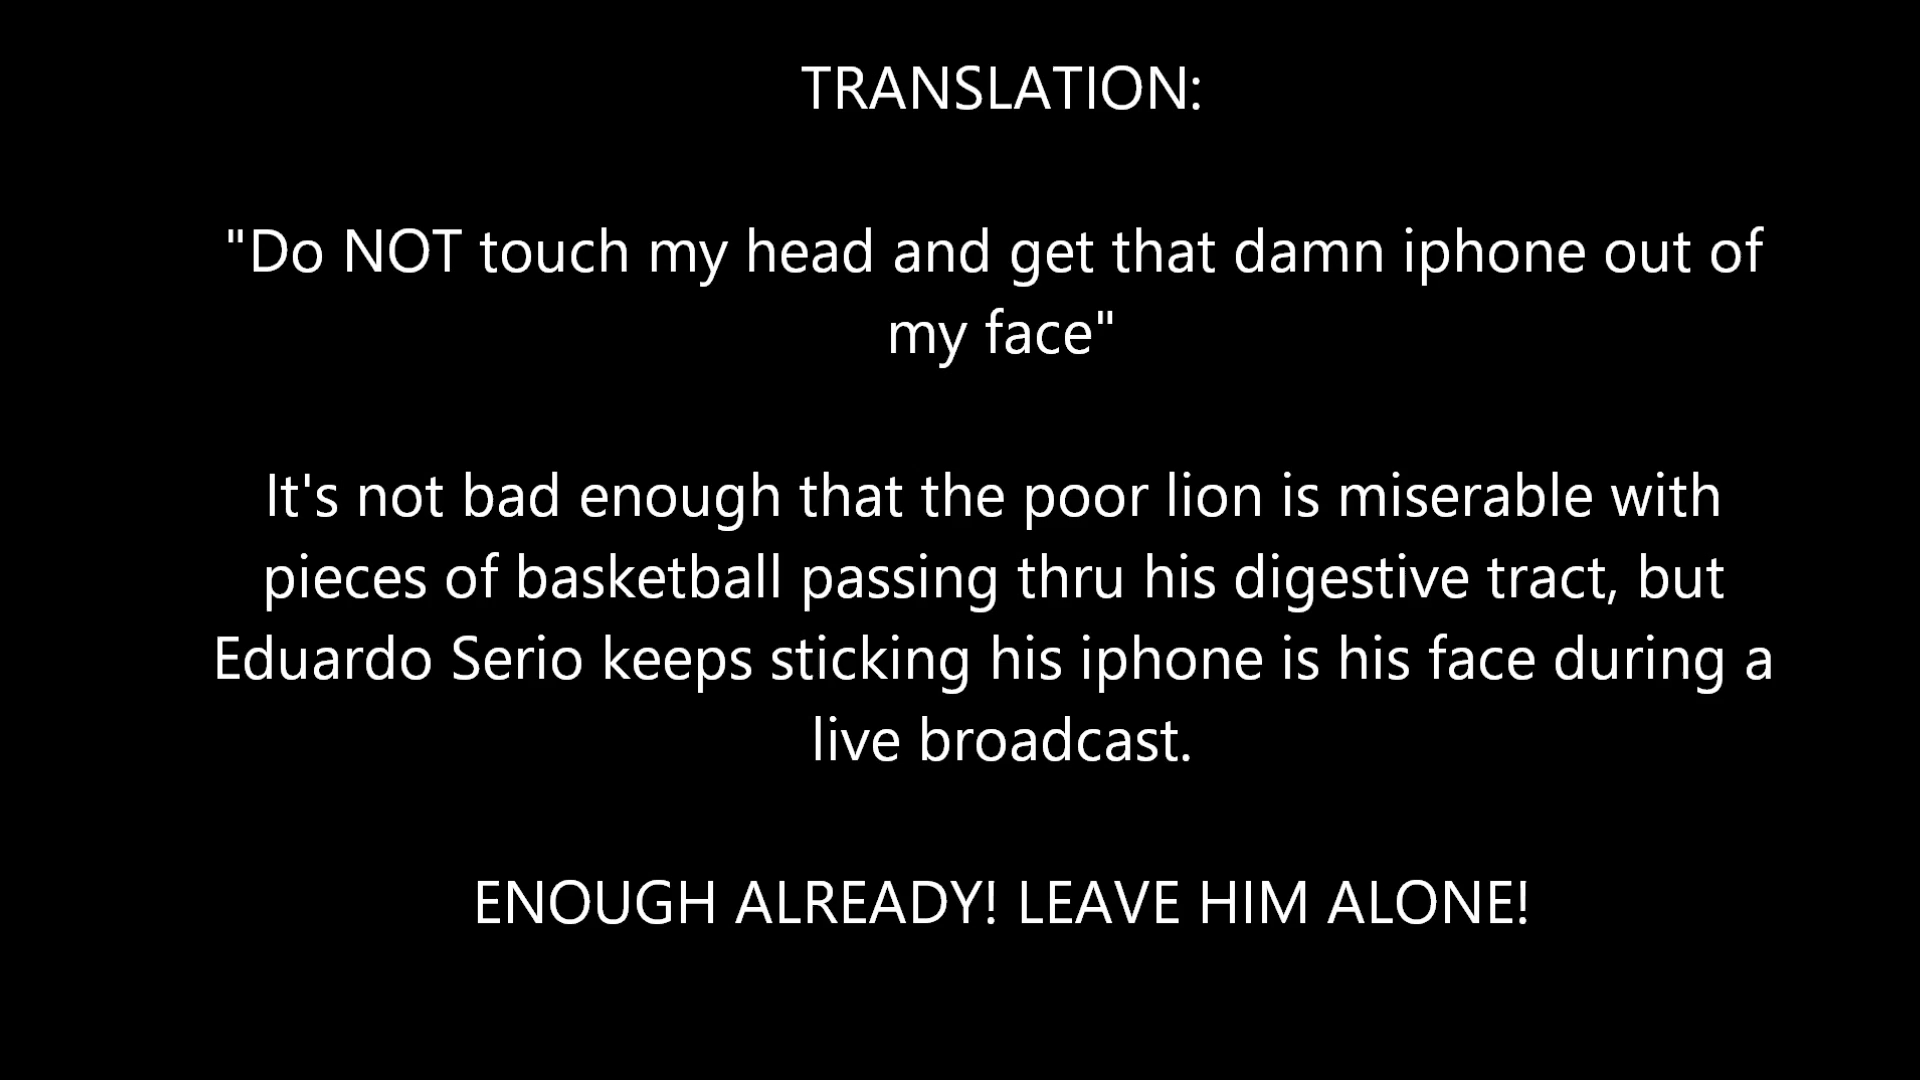 TRANSLATION:
"Do NOT touch my head and get that damn iphone out of
my face"
It's not bad enough that the poor lion is miserable with
pieces of basketball passing thru his digestive tract, but
Eduardo Serio keeps sticking his iphone is his face during a
live broadcast.
ENOUGH ALREADY! LEAVE HIM ALONE!